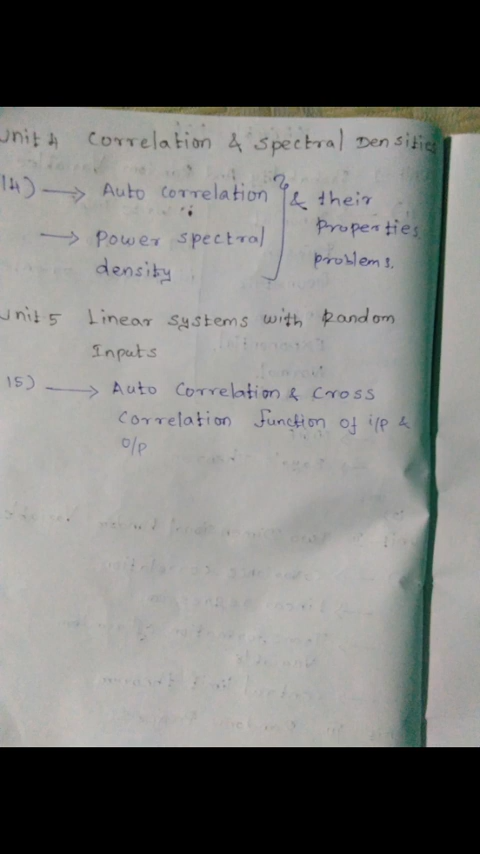 Unit 4 Correlation & Spectral Densities
14) → Auto correlation } & their
properties
→ Power spectral
density problems.
Unit 5 Linear systems with Random
Inputs
15) → Auto Correlation & Cross
Correlation function of i/p &
o/p